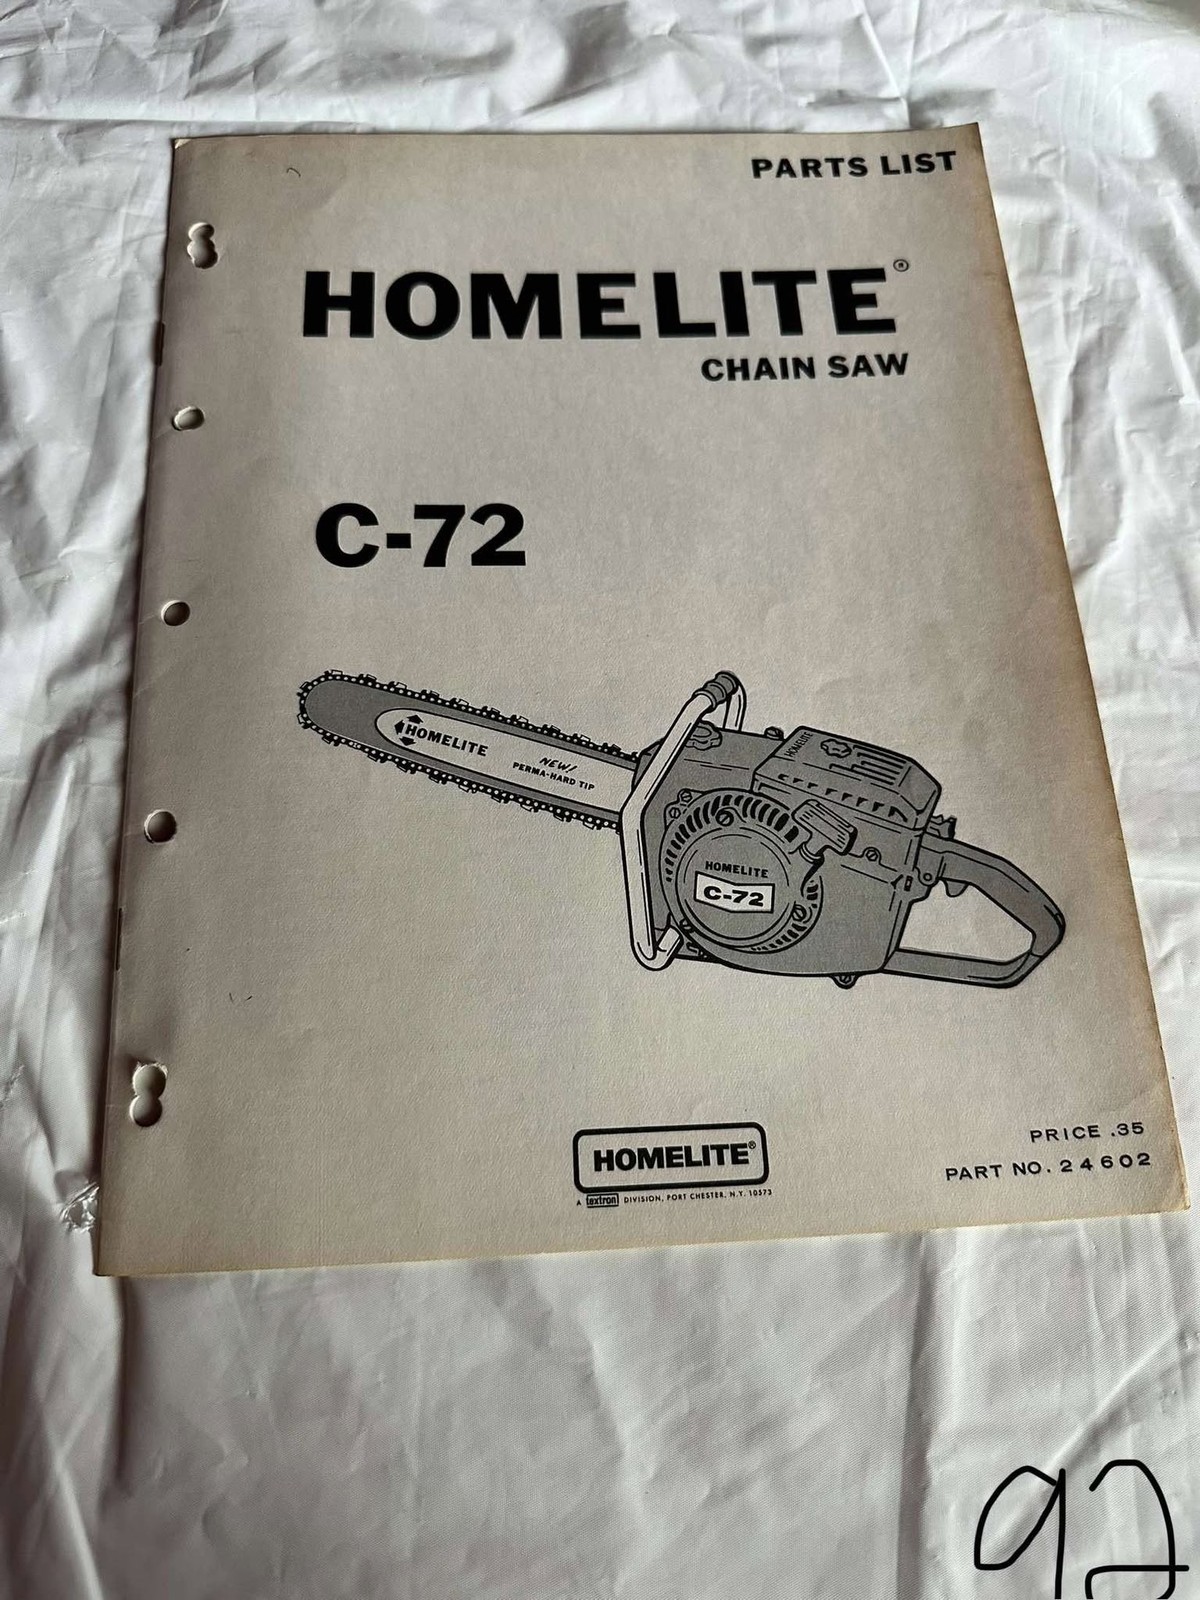 PARTS LIST
HOMELITE®
CHAIN SAW
C-72
HOMELITE
NEW!
PERMA-HARD TIP
HOMELITE
HOMELITE
C-72
HOMELITE®
A textron DIVISION, PORT CHESTER, N.Y. 10573
PRICE .35
PART NO. 24602
92